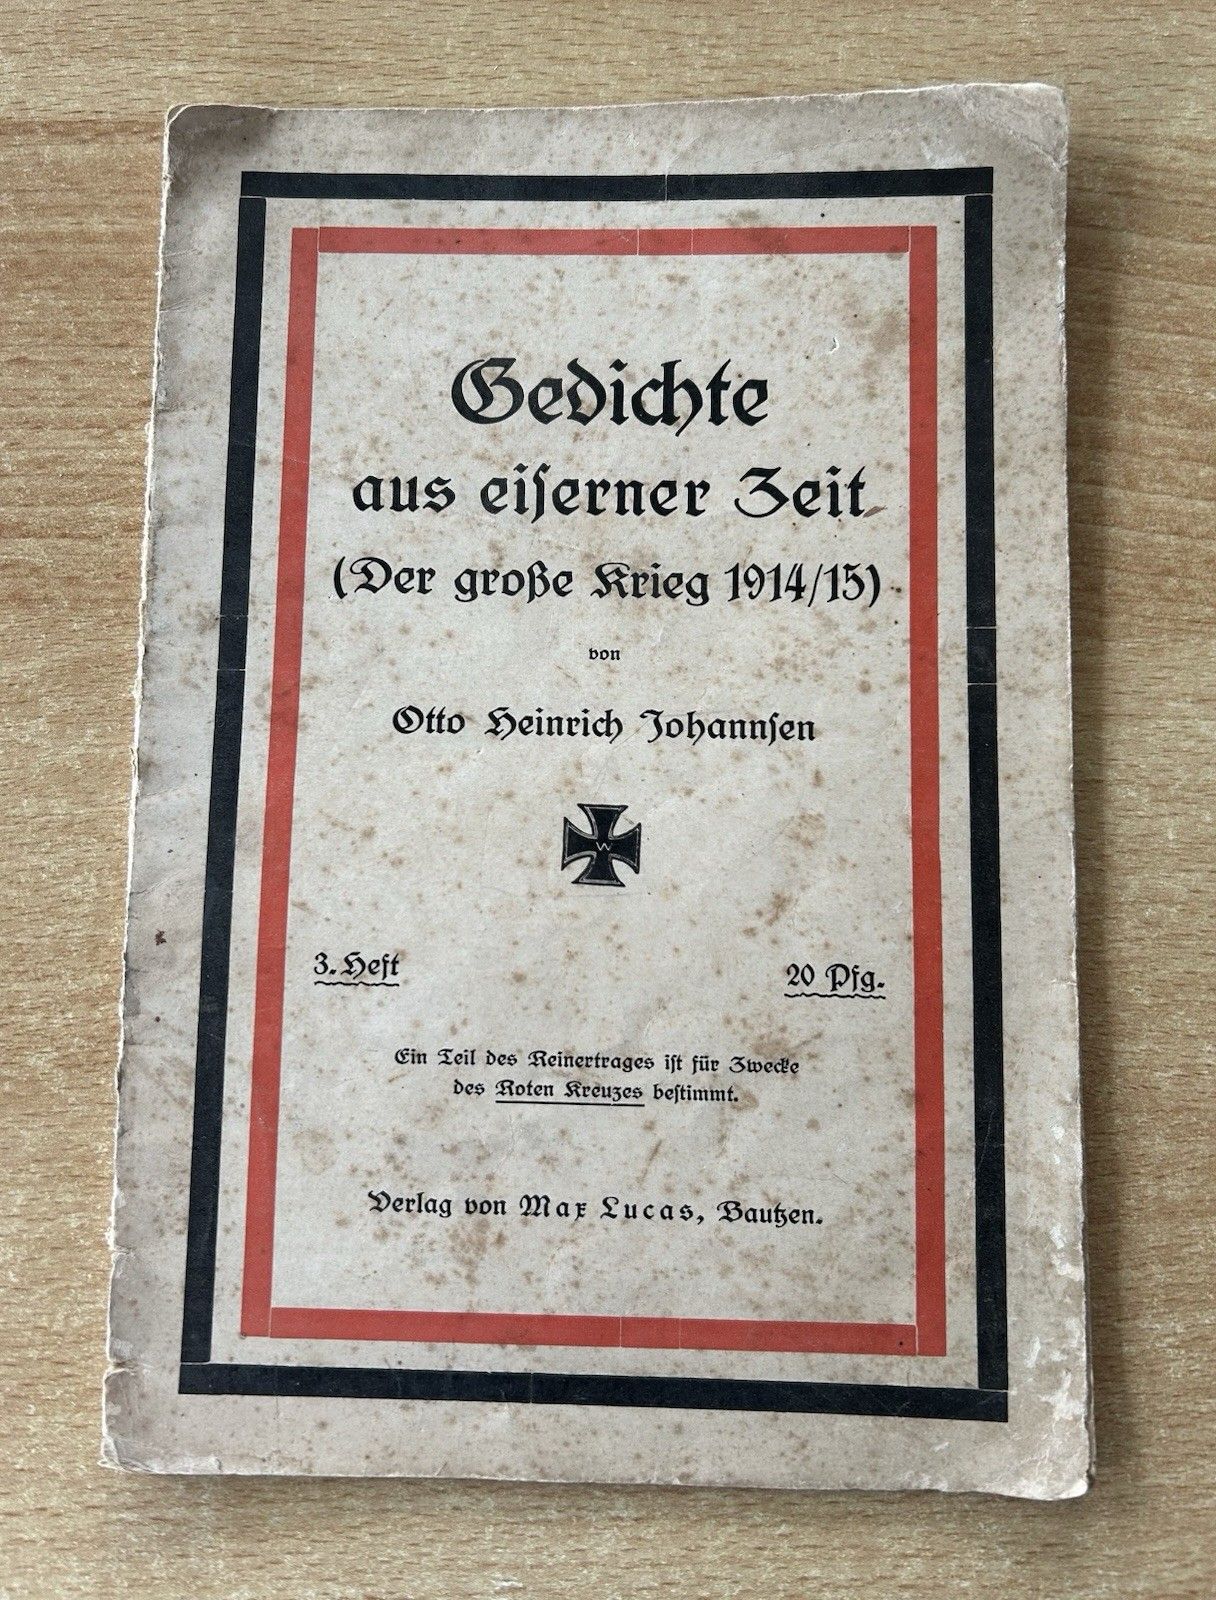 Gedichte
aus eiſerner Zeit
(Der große Krieg 1914/15)
von
Otto Heinrich Johannſen
W
3. Heft
20 Pfg.
Ein Teil des Reinertrages iſt für Zwecke
des Roten Kreuzes beſtimmt.
Verlag von Max Lucas, Bautzen.